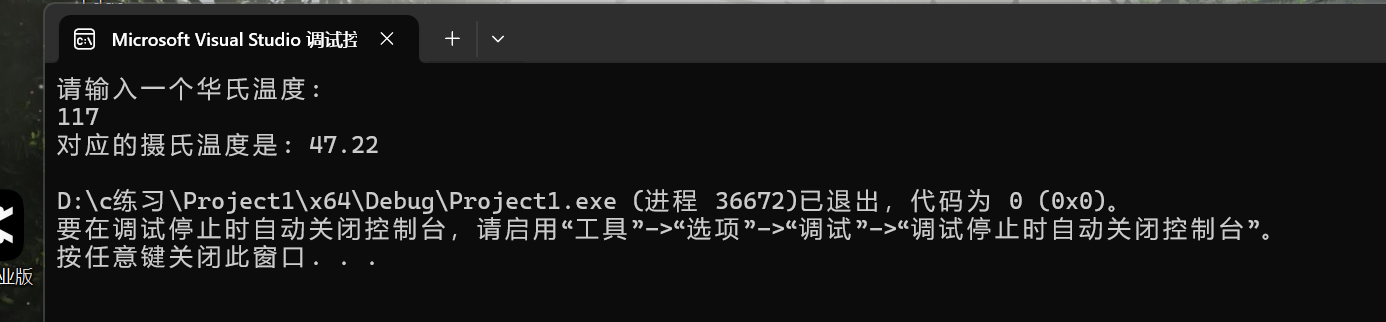 Microsoft Visual Studio 调试控
请输入一个华氏温度：
117
对应的摄氏温度是：47.22
D:\c练习\Project1\x64\Debug\Project1.exe (进程 36672)已退出，代码为 0 (0x0)。
要在调试停止时自动关闭控制台，请启用“工具”->“选项”->“调试”->“调试停止时自动关闭控制台”。
按任意键关闭此窗口. . .
业版